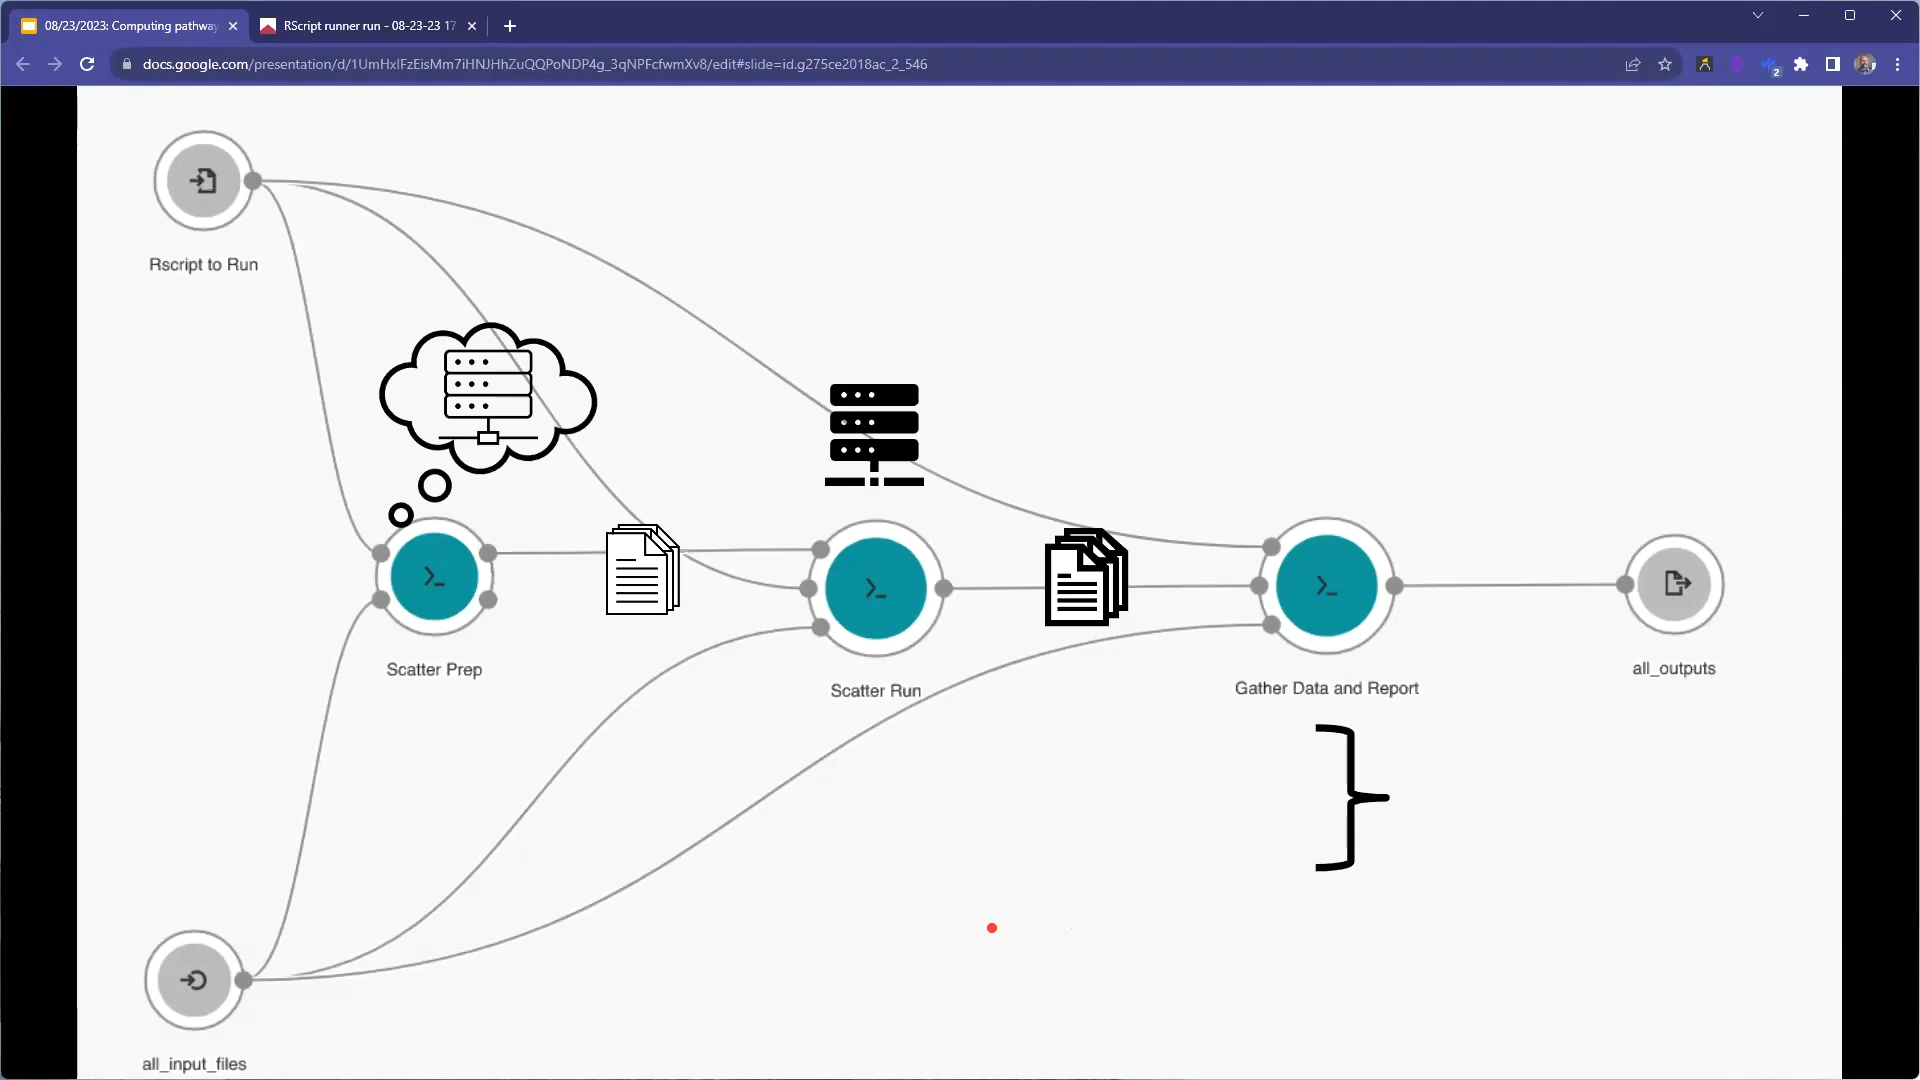 08/23/2023: Computing pathway
RScript runner run - 08-23-23 17
docs.google.com/presentation/d/1UmHxlFzEisMm7iHNJHhZuQQPoNDP4g_3qNPFcfwmXv8/edit#slide=id.g275ce2018ac_2_546
2
Rscript to Run
Scatter Prep
Scatter Run
Gather Data and Report
all_outputs
all_input_files